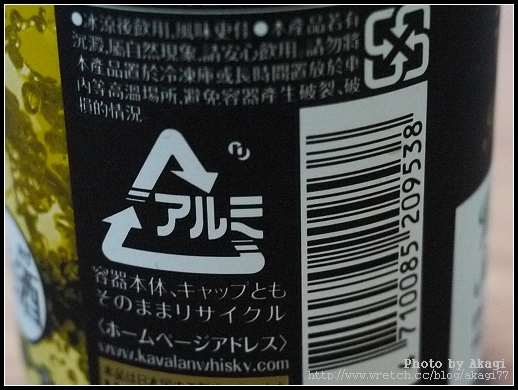 ●冰涼後飲用,風味更佳 ●本產品若有
沉澱,屬自然現象,請安心飲用,請勿將
本產品置於冷凍庫或長時間置放於車
內等高溫場所,避免容器產生破裂、破
損的情況
アルミ
容器本体、キャップとも
そのままリサイクル
〈ホームページアドレス〉
www.kavalanwhisky.com
4710085209538
酒
Photo by Akagi
http://www.wretch.cc/blog/akagi77